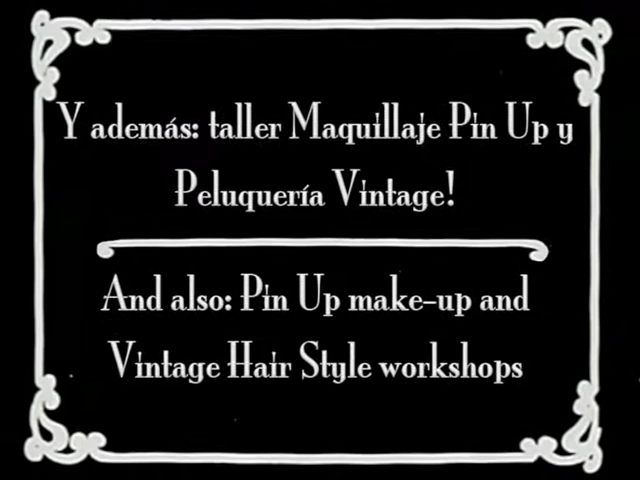 Y además: taller Maquillaje Pin Up y
Peluquería Vintage!
And also: Pin Up make-up and
Vintage Hair Style workshops